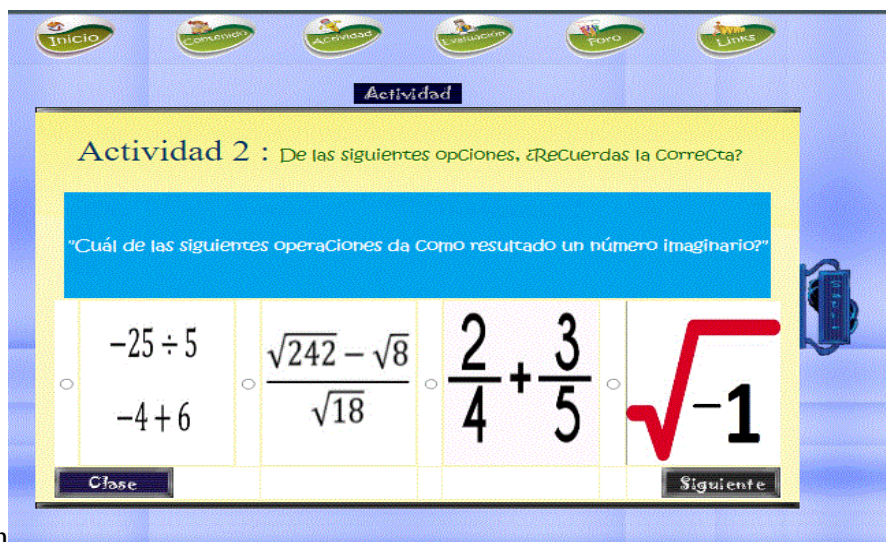 Inicio Contenido Actividad Evaluación Foro Links
Actividad
Actividad 2 : De las siguientes opciones, ¿Recuerdas la correcta?
"Cuál de las siguientes operaciones da como resultado un número imaginario?"
−25 ÷ 5
−4 + 6
√242 − √8
√18
2/4 + 3/5
√−1
Clase Siguiente
n